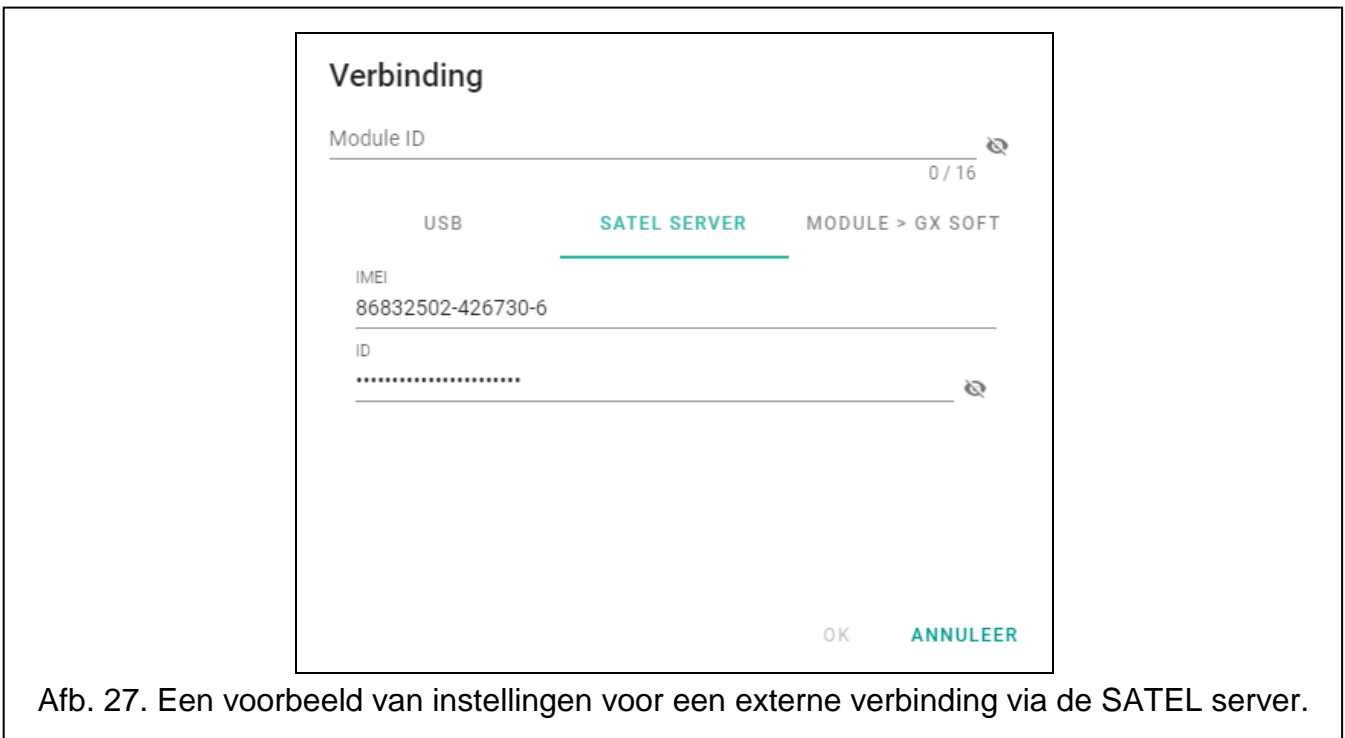 Verbinding
Module ID
0 / 16
USB SATEL SERVER MODULE > GX SOFT
IMEI
86832502-426730-6
ID
•••••••••••••••••••••••
OK ANNULEER
Afb. 27. Een voorbeeld van instellingen voor een externe verbinding via de SATEL server.